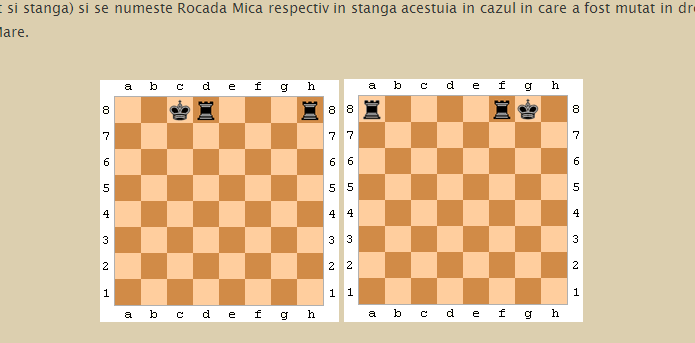 si stanga) si se numeste Rocada Mica respectiv in stanga acestuia in cazul in care a fost mutat in
a b c d e f g h a b c d e f g h
8 8 8 8
7 7 7 7
6 6 6 6
5 5 5 5
4 4 4 4
3 3 3 3
2 2 2 2
1 1 1 1
a b c d e f g h a b c d e f g h